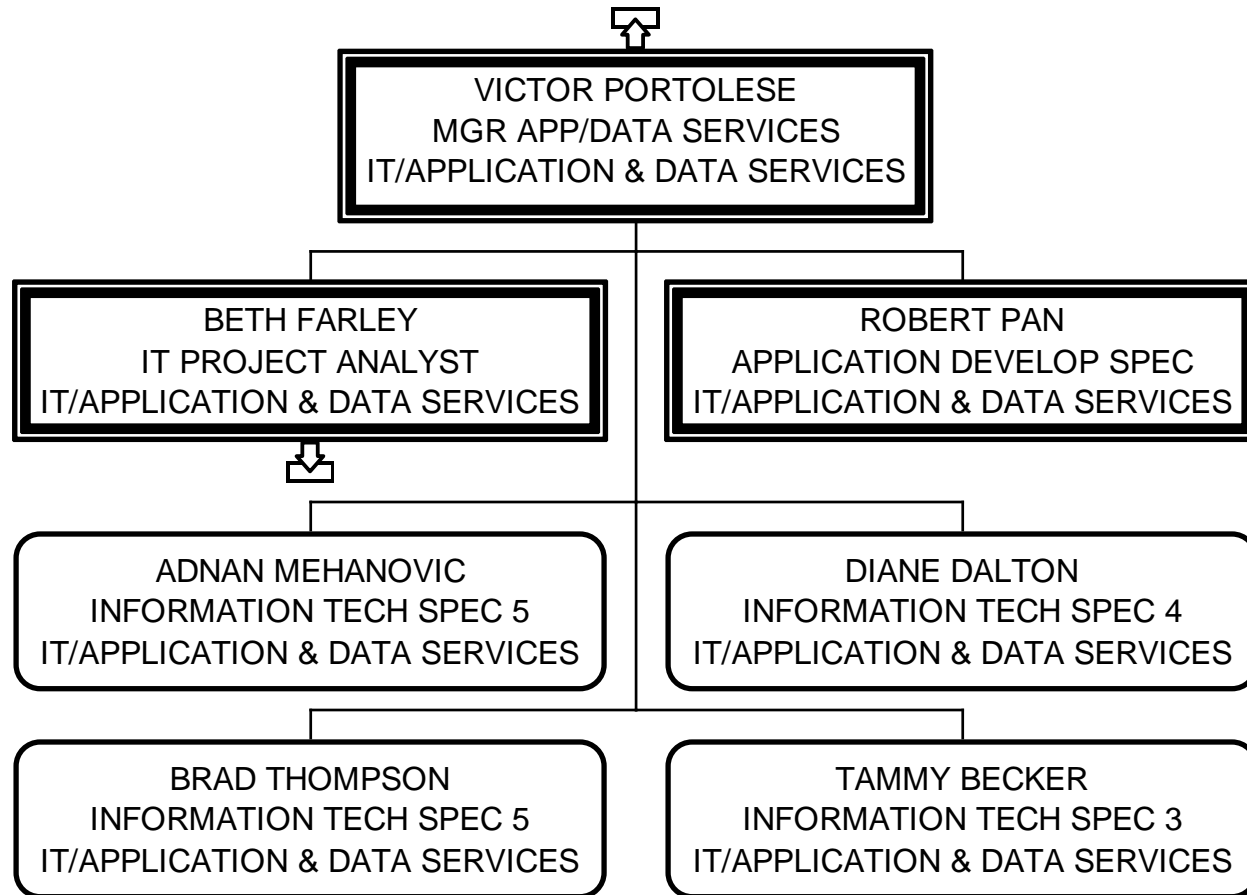 VICTOR PORTOLESE
MGR APP/DATA SERVICES
IT/APPLICATION & DATA SERVICES
BETH FARLEY
IT PROJECT ANALYST
IT/APPLICATION & DATA SERVICES
ROBERT PAN
APPLICATION DEVELOP SPEC
IT/APPLICATION & DATA SERVICES
ADNAN MEHANOVIC
INFORMATION TECH SPEC 5
IT/APPLICATION & DATA SERVICES
DIANE DALTON
INFORMATION TECH SPEC 4
IT/APPLICATION & DATA SERVICES
BRAD THOMPSON
INFORMATION TECH SPEC 5
IT/APPLICATION & DATA SERVICES
TAMMY BECKER
INFORMATION TECH SPEC 3
IT/APPLICATION & DATA SERVICES